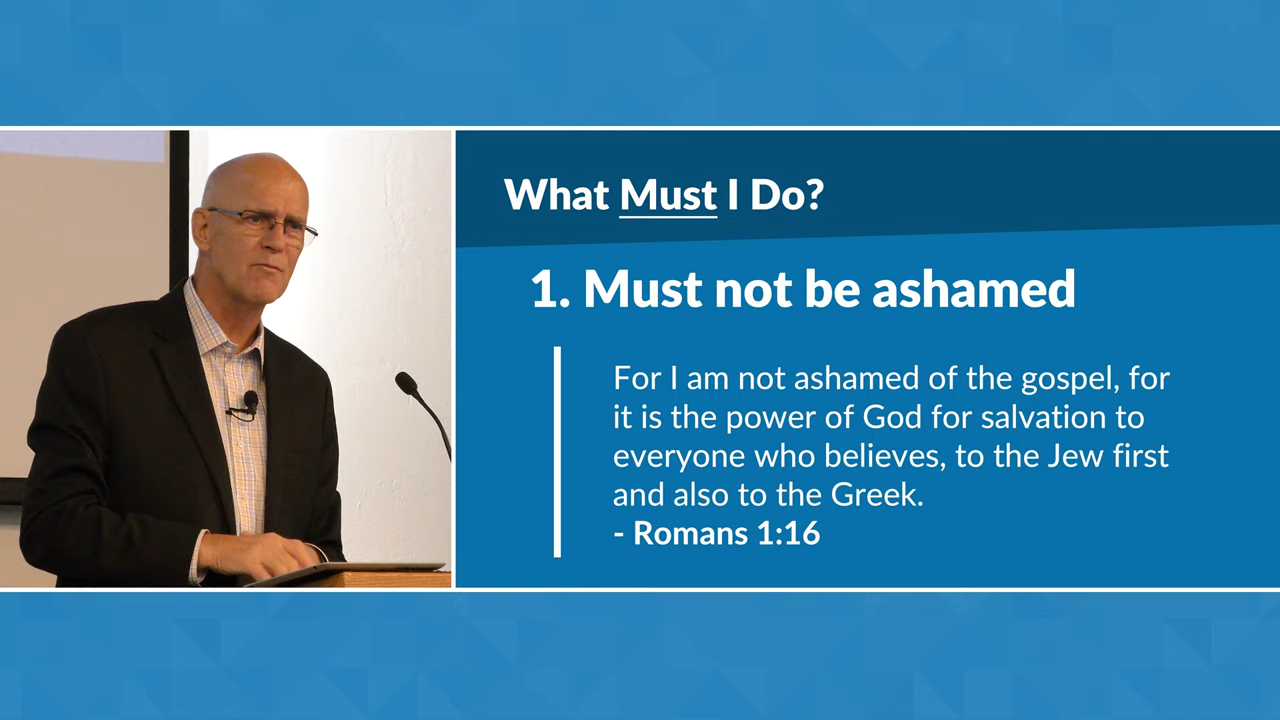 What Must I Do?
1. Must not be ashamed
For I am not ashamed of the gospel, for
it is the power of God for salvation to
everyone who believes, to the Jew first
and also to the Greek.
- Romans 1:16